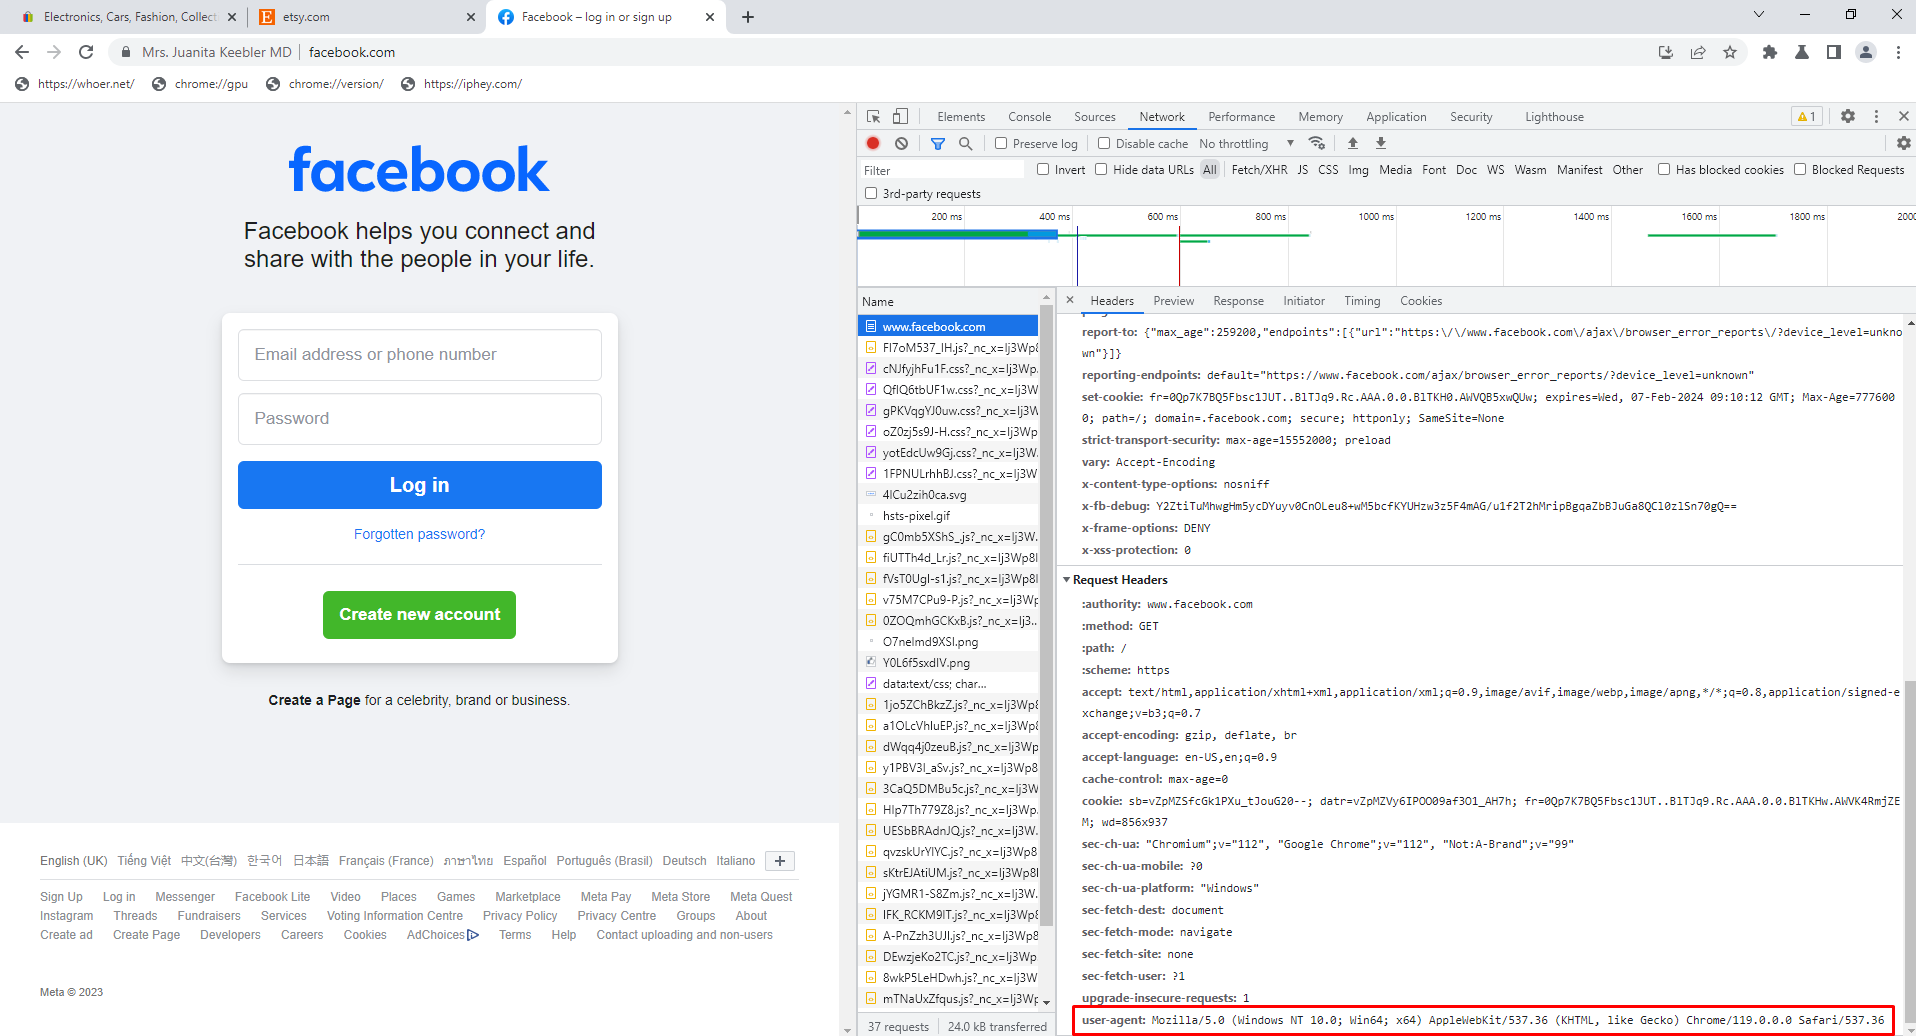 Electronics, Cars, Fashion, Collect
etsy.com
Facebook – log in or sign up
Mrs. Juanita Keebler MD | facebook.com
https://whoer.net/
chrome://gpu
chrome://version/
https://iphey.com/
facebook
Facebook helps you connect and
share with the people in your life.
Email address or phone number
Password
Log in
Forgotten password?
Create new account
Create a Page for a celebrity, brand or business.
English (UK) Tiếng Việt 中文(台灣) 한국어 日本語 Français (France) ภาษาไทย Español Português (Brasil) Deutsch Italiano +
Sign Up Log in Messenger Facebook Lite Video Places Games Marketplace Meta Pay Meta Store Meta Quest
Instagram Threads Fundraisers Services Voting Information Centre Privacy Policy Privacy Centre Groups About
Create ad Create Page Developers Careers Cookies AdChoices Terms Help Contact uploading and non-users
Meta © 2023
Elements Console Sources Network Performance Memory Application Security Lighthouse 1
Preserve log Disable cache No throttling
Filter Invert Hide data URLs All Fetch/XHR JS CSS Img Media Font Doc WS Wasm Manifest Other Has blocked cookies Blocked Requests
3rd-party requests
200 ms 400 ms 600 ms 800 ms 1000 ms 1200 ms 1400 ms 1600 ms 1800 ms 2000
Name
www.facebook.com
FI7oM537_IH.js?_nc_x=Ij3Wp8
cNJfyjhFu1F.css?_nc_x=Ij3Wp.
QfIQ6tbUF1w.css?_nc_x=Ij3W
gPKVqgYJ0uw.css?_nc_x=Ij3W
oZ0zj5s9J-H.css?_nc_x=Ij3Wp
yotEdcUw9Gj.css?_nc_x=Ij3W.
1FPNULrhhBJ.css?_nc_x=Ij3W
4lCu2zih0ca.svg
hsts-pixel.gif
gC0mb5XShS_.js?_nc_x=Ij3W.
fiUTTh4d_Lr.js?_nc_x=Ij3Wp8I
fVsT0UgI-s1.js?_nc_x=Ij3Wp8I
v75M7CPu9-P.js?_nc_x=Ij3Wp
0ZOQmhGCKxB.js?_nc_x=Ij3...
O7nelmd9XSI.png
Y0L6f5sxdIV.png
data:text/css; char...
1jo5ZChBkzZ.js?_nc_x=Ij3Wp8
a1OLcVhIuEP.js?_nc_x=Ij3Wp8
dWqq4j0zeuB.js?_nc_x=Ij3Wp
y1PBV3I_aSv.js?_nc_x=Ij3Wp8
3CaQ5DMBu5c.js?_nc_x=Ij3W
HIp7Th779Z8.js?_nc_x=Ij3Wp
UESbBRAdnJQ.js?_nc_x=Ij3W.
qvzskUrYlYC.js?_nc_x=Ij3Wp
sKtrEJAtiUM.js?_nc_x=Ij3Wp8I
jYGMR1-S8Zm.js?_nc_x=Ij3W.
IFK_RCKM9IT.js?_nc_x=Ij3Wp8
A-PnZzh3UJI.js?_nc_x=Ij3Wp8
DEwzjeKo2TC.js?_nc_x=Ij3Wp.
8wkP5LeHDwh.js?_nc_x=Ij3W
mTNaUxZfqus.js?_nc_x=Ij3Wp
37 requests | 24.0 kB transferred
Headers Preview Response Initiator Timing Cookies
report-to: {"max_age":259200,"endpoints":[{"url":"https:\/\/www.facebook.com\/ajax\/browser_error_reports\/?device_level=unkno
wn"}]}
reporting-endpoints: default="https://www.facebook.com/ajax/browser_error_reports/?device_level=unknown"
set-cookie: fr=0Qp7K7BQ5Fbsc1JUT..BlTJq9.Rc.AAA.0.0.BlTKH0.AWVQB5xwQUw; expires=Wed, 07-Feb-2024 09:10:12 GMT; Max-Age=777600
0; path=/; domain=.facebook.com; secure; httponly; SameSite=None
strict-transport-security: max-age=15552000; preload
vary: Accept-Encoding
x-content-type-options: nosniff
x-fb-debug: Y2ZtiTuMhwgHm5ycDYuyv0CnOLeu8+wM5bcfKYUHzw3z5F4mAG/u1f2T2hMripBgqaZbBJuGa8QCl0zlSn70gQ==
x-frame-options: DENY
x-xss-protection: 0
Request Headers
:authority: www.facebook.com
:method: GET
:path: /
:scheme: https
accept: text/html,application/xhtml+xml,application/xml;q=0.9,image/avif,image/webp,image/apng,*/*;q=0.8,application/signed-e
xchange;v=b3;q=0.7
accept-encoding: gzip, deflate, br
accept-language: en-US,en;q=0.9
cache-control: max-age=0
cookie: sb=vZpMZSfcGk1PXu_tJouG20--; datr=vZpMZVy6IPOO09af3O1_AH7h; fr=0Qp7K7BQ5Fbsc1JUT..BlTJq9.Rc.AAA.0.0.BlTKHw.AWVK4RmjZE
M; wd=856x937
sec-ch-ua: "Chromium";v="112", "Google Chrome";v="112", "Not:A-Brand";v="99"
sec-ch-ua-mobile: ?0
sec-ch-ua-platform: "Windows"
sec-fetch-dest: document
sec-fetch-mode: navigate
sec-fetch-site: none
sec-fetch-user: ?1
upgrade-insecure-requests: 1
user-agent: Mozilla/5.0 (Windows NT 10.0; Win64; x64) AppleWebKit/537.36 (KHTML, like Gecko) Chrome/119.0.0.0 Safari/537.36